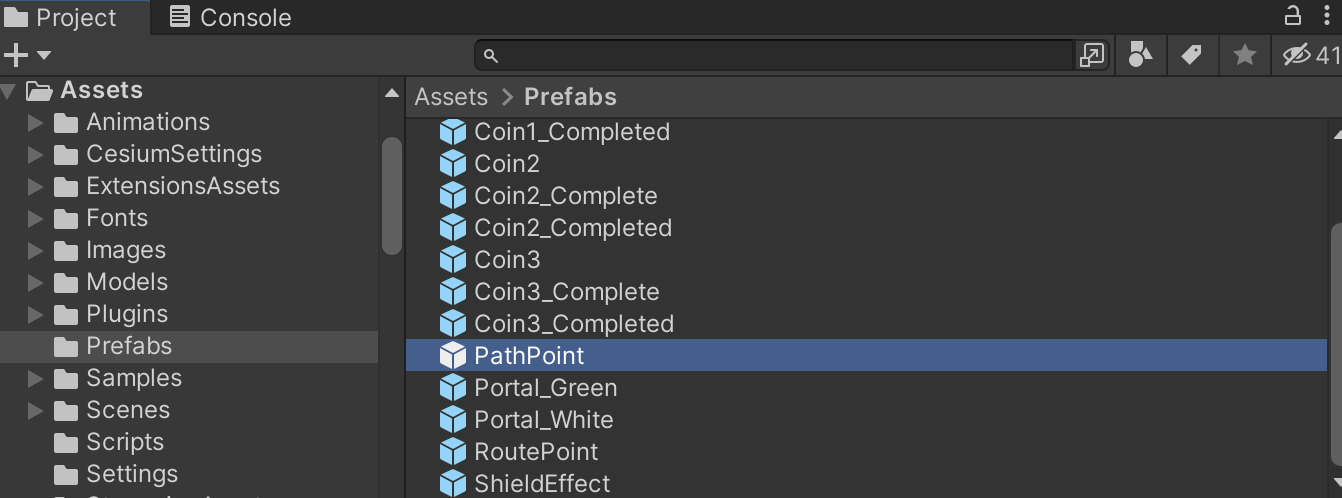 Project
Console
41
Assets
Animations
CesiumSettings
ExtensionsAssets
Fonts
Images
Models
Plugins
Prefabs
Samples
Scenes
Scripts
Settings
Assets > Prefabs
Coin1_Completed
Coin2
Coin2_Complete
Coin2_Completed
Coin3
Coin3_Complete
Coin3_Completed
PathPoint
Portal_Green
Portal_White
RoutePoint
ShieldEffect